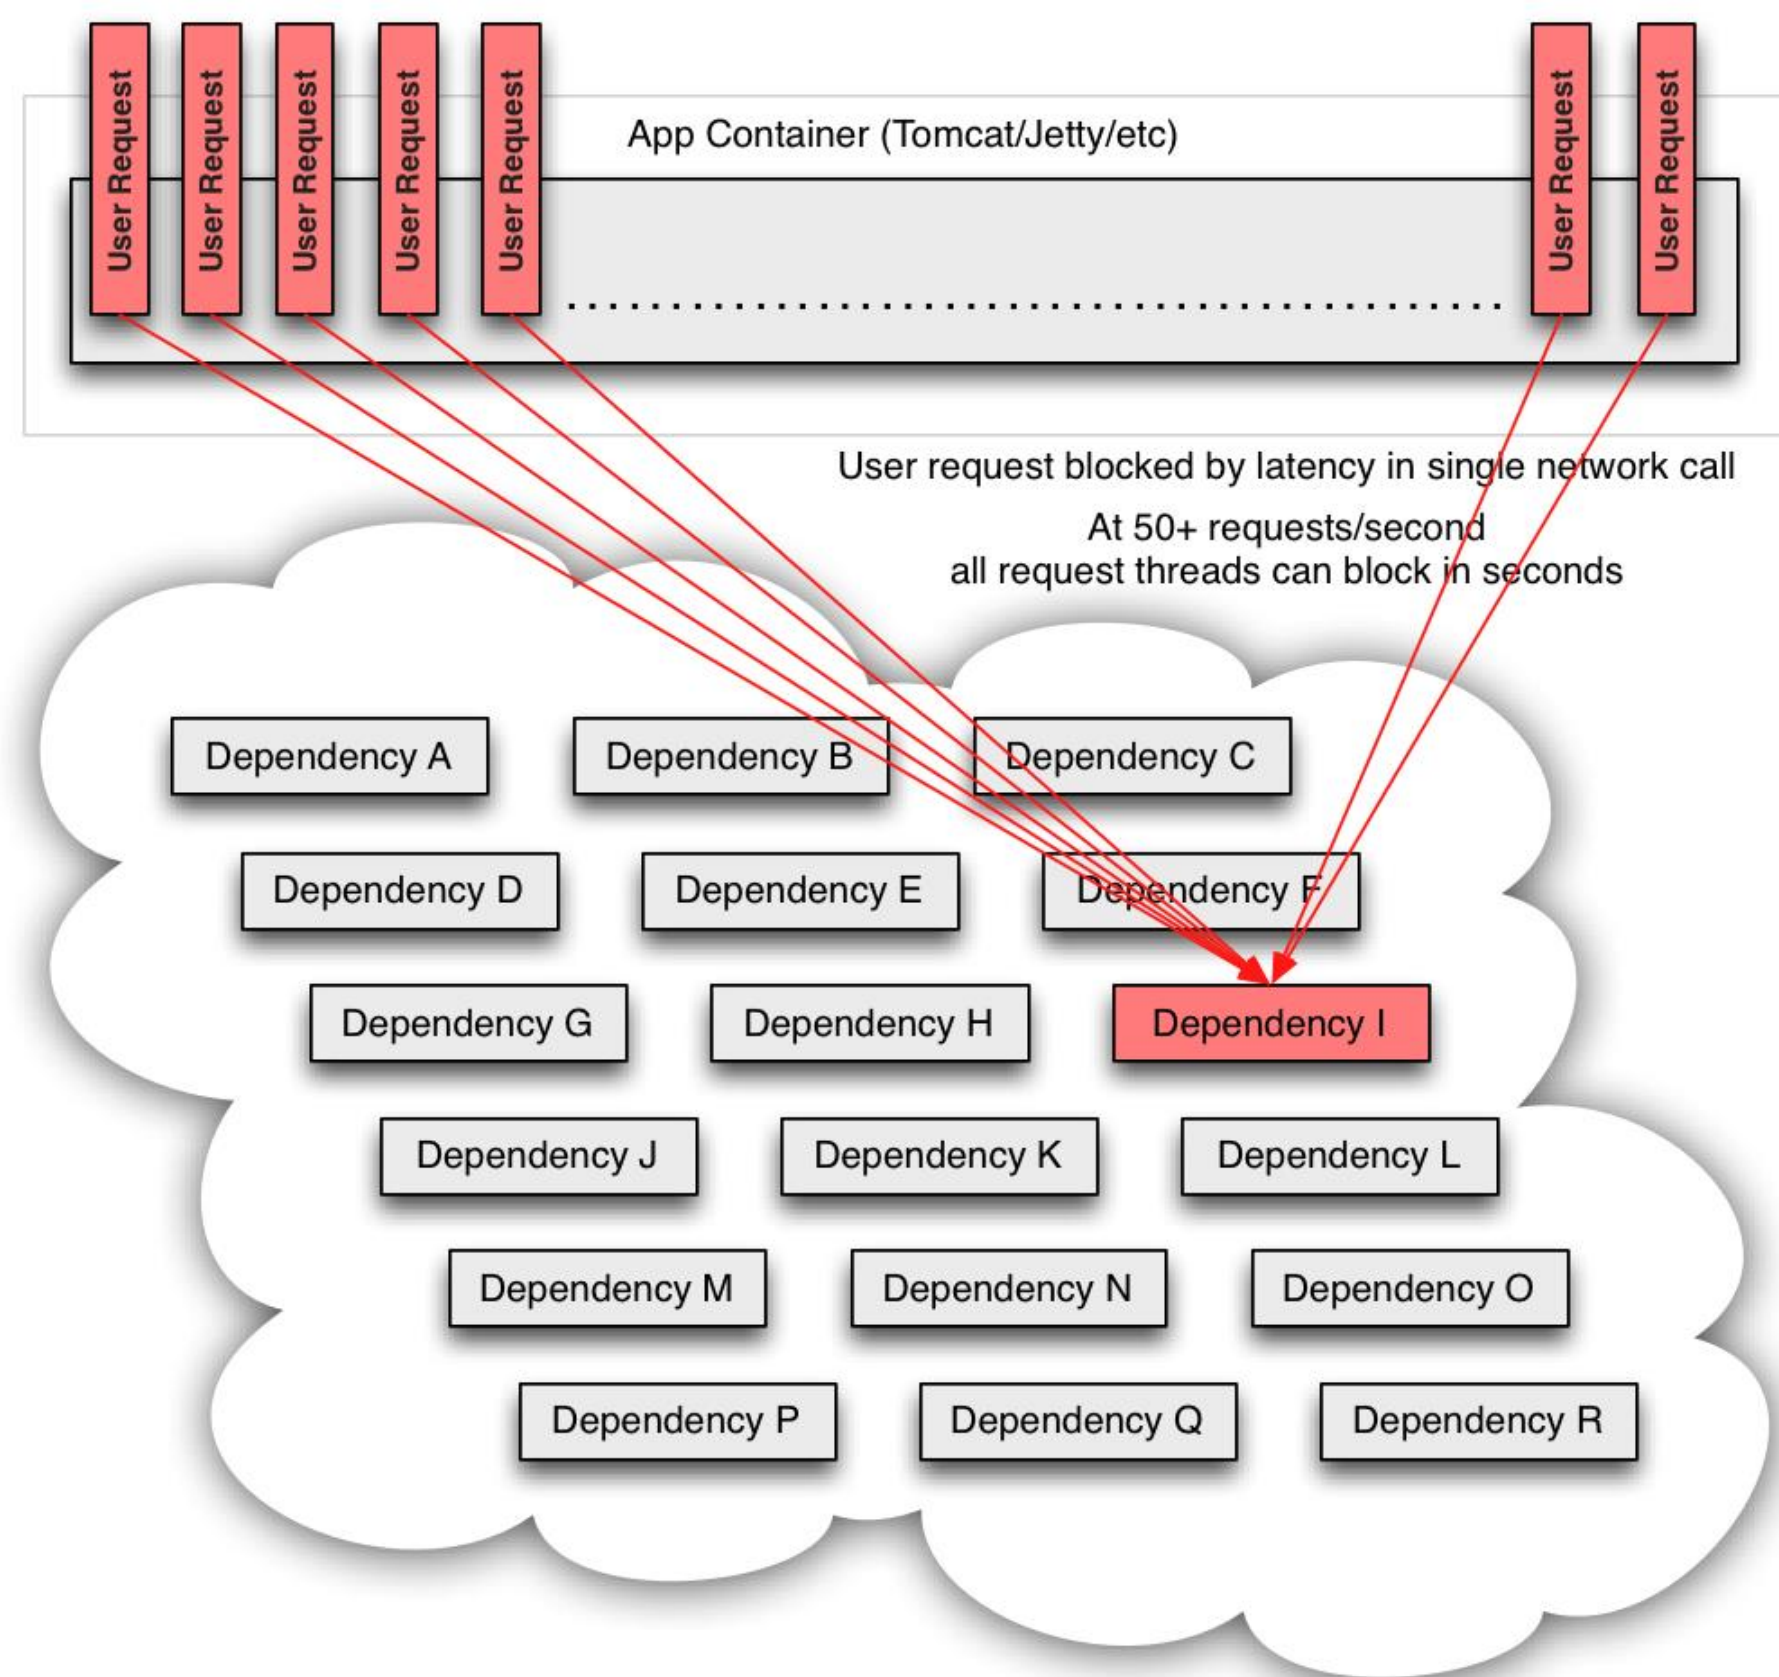 User Request
User Request
User Request
User Request
User Request
User Request
User Request
App Container (Tomcat/Jetty/etc)
. . . . . . . . . . . . . . . . . . . . . . . . . . . . . . . . . . . . . . . . . . . . .
User request blocked by latency in single network call
At 50+ requests/second
all request threads can block in seconds
Dependency A
Dependency B
Dependency C
Dependency D
Dependency E
Dependency F
Dependency G
Dependency H
Dependency I
Dependency J
Dependency K
Dependency L
Dependency M
Dependency N
Dependency O
Dependency P
Dependency Q
Dependency R